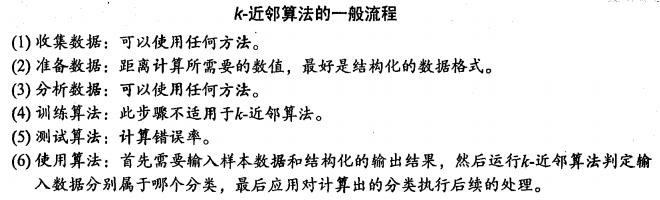 k-近邻算法的一般流程
(1) 收集数据：可以使用任何方法。
(2) 准备数据：距离计算所需要的数值，最好是结构化的数据格式。
(3) 分析数据：可以使用任何方法。
(4) 训练算法：此步骤不适用于k-近邻算法。
(5) 测试算法：计算错误率。
(6) 使用算法：首先需要输入样本数据和结构化的输出结果，然后运行k-近邻算法判定输
入数据分别属于哪个分类，最后应用对计算出的分类执行后续的处理。